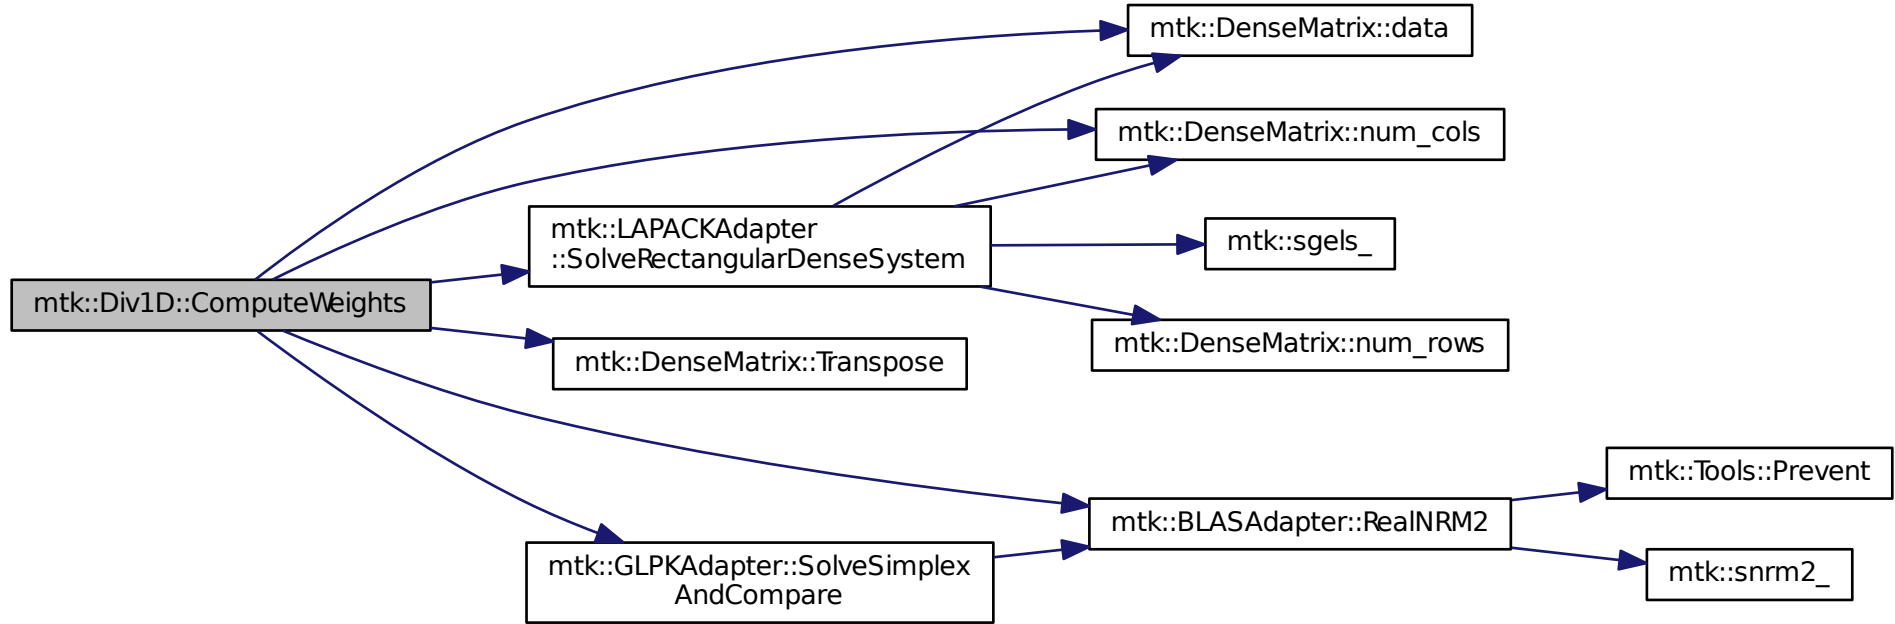 mtk::DenseMatrix::data
mtk::DenseMatrix::num_cols
mtk::LAPACKAdapter
::SolveRectangularDenseSystem
mtk::sgels_
mtk::Div1D::ComputeWeights
mtk::DenseMatrix::num_rows
mtk::DenseMatrix::Transpose
mtk::Tools::Prevent
mtk::BLASAdapter::RealNRM2
mtk::GLPKAdapter::SolveSimplex
AndCompare
mtk::snrm2_